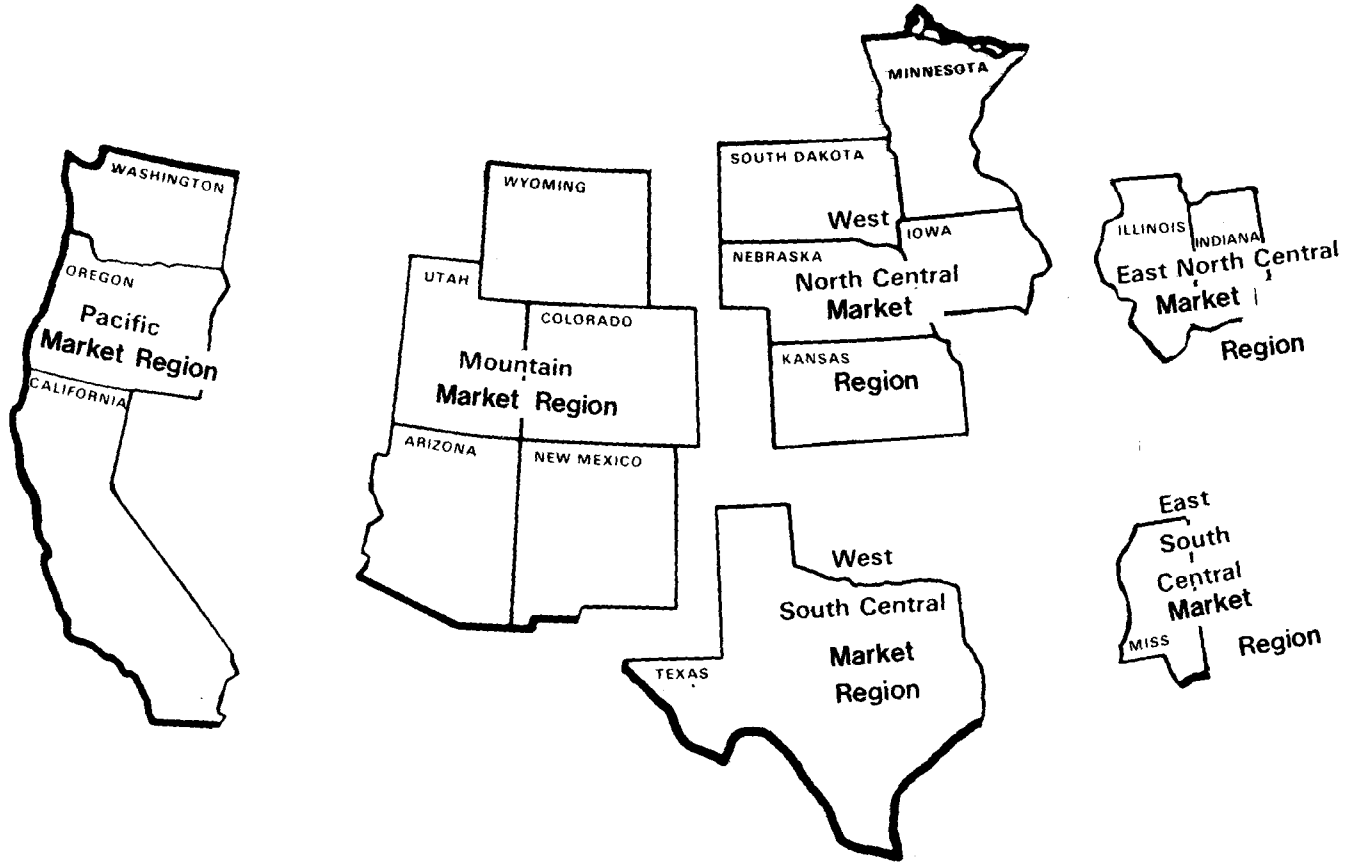 WASHINGTON
OREGON
Pacific
Market Region
CALIFORNIA
WYOMING
UTAH
COLORADO
Mountain
Market Region
ARIZONA
NEW MEXICO
MINNESOTA
SOUTH DAKOTA
West
IOWA
NEBRASKA
North Central
Market
KANSAS
Region
West
South Central
Market
Region
TEXAS
ILLINOIS
INDIANA
East North Central
Market
Region
East
South
Central
Market
MISS
Region